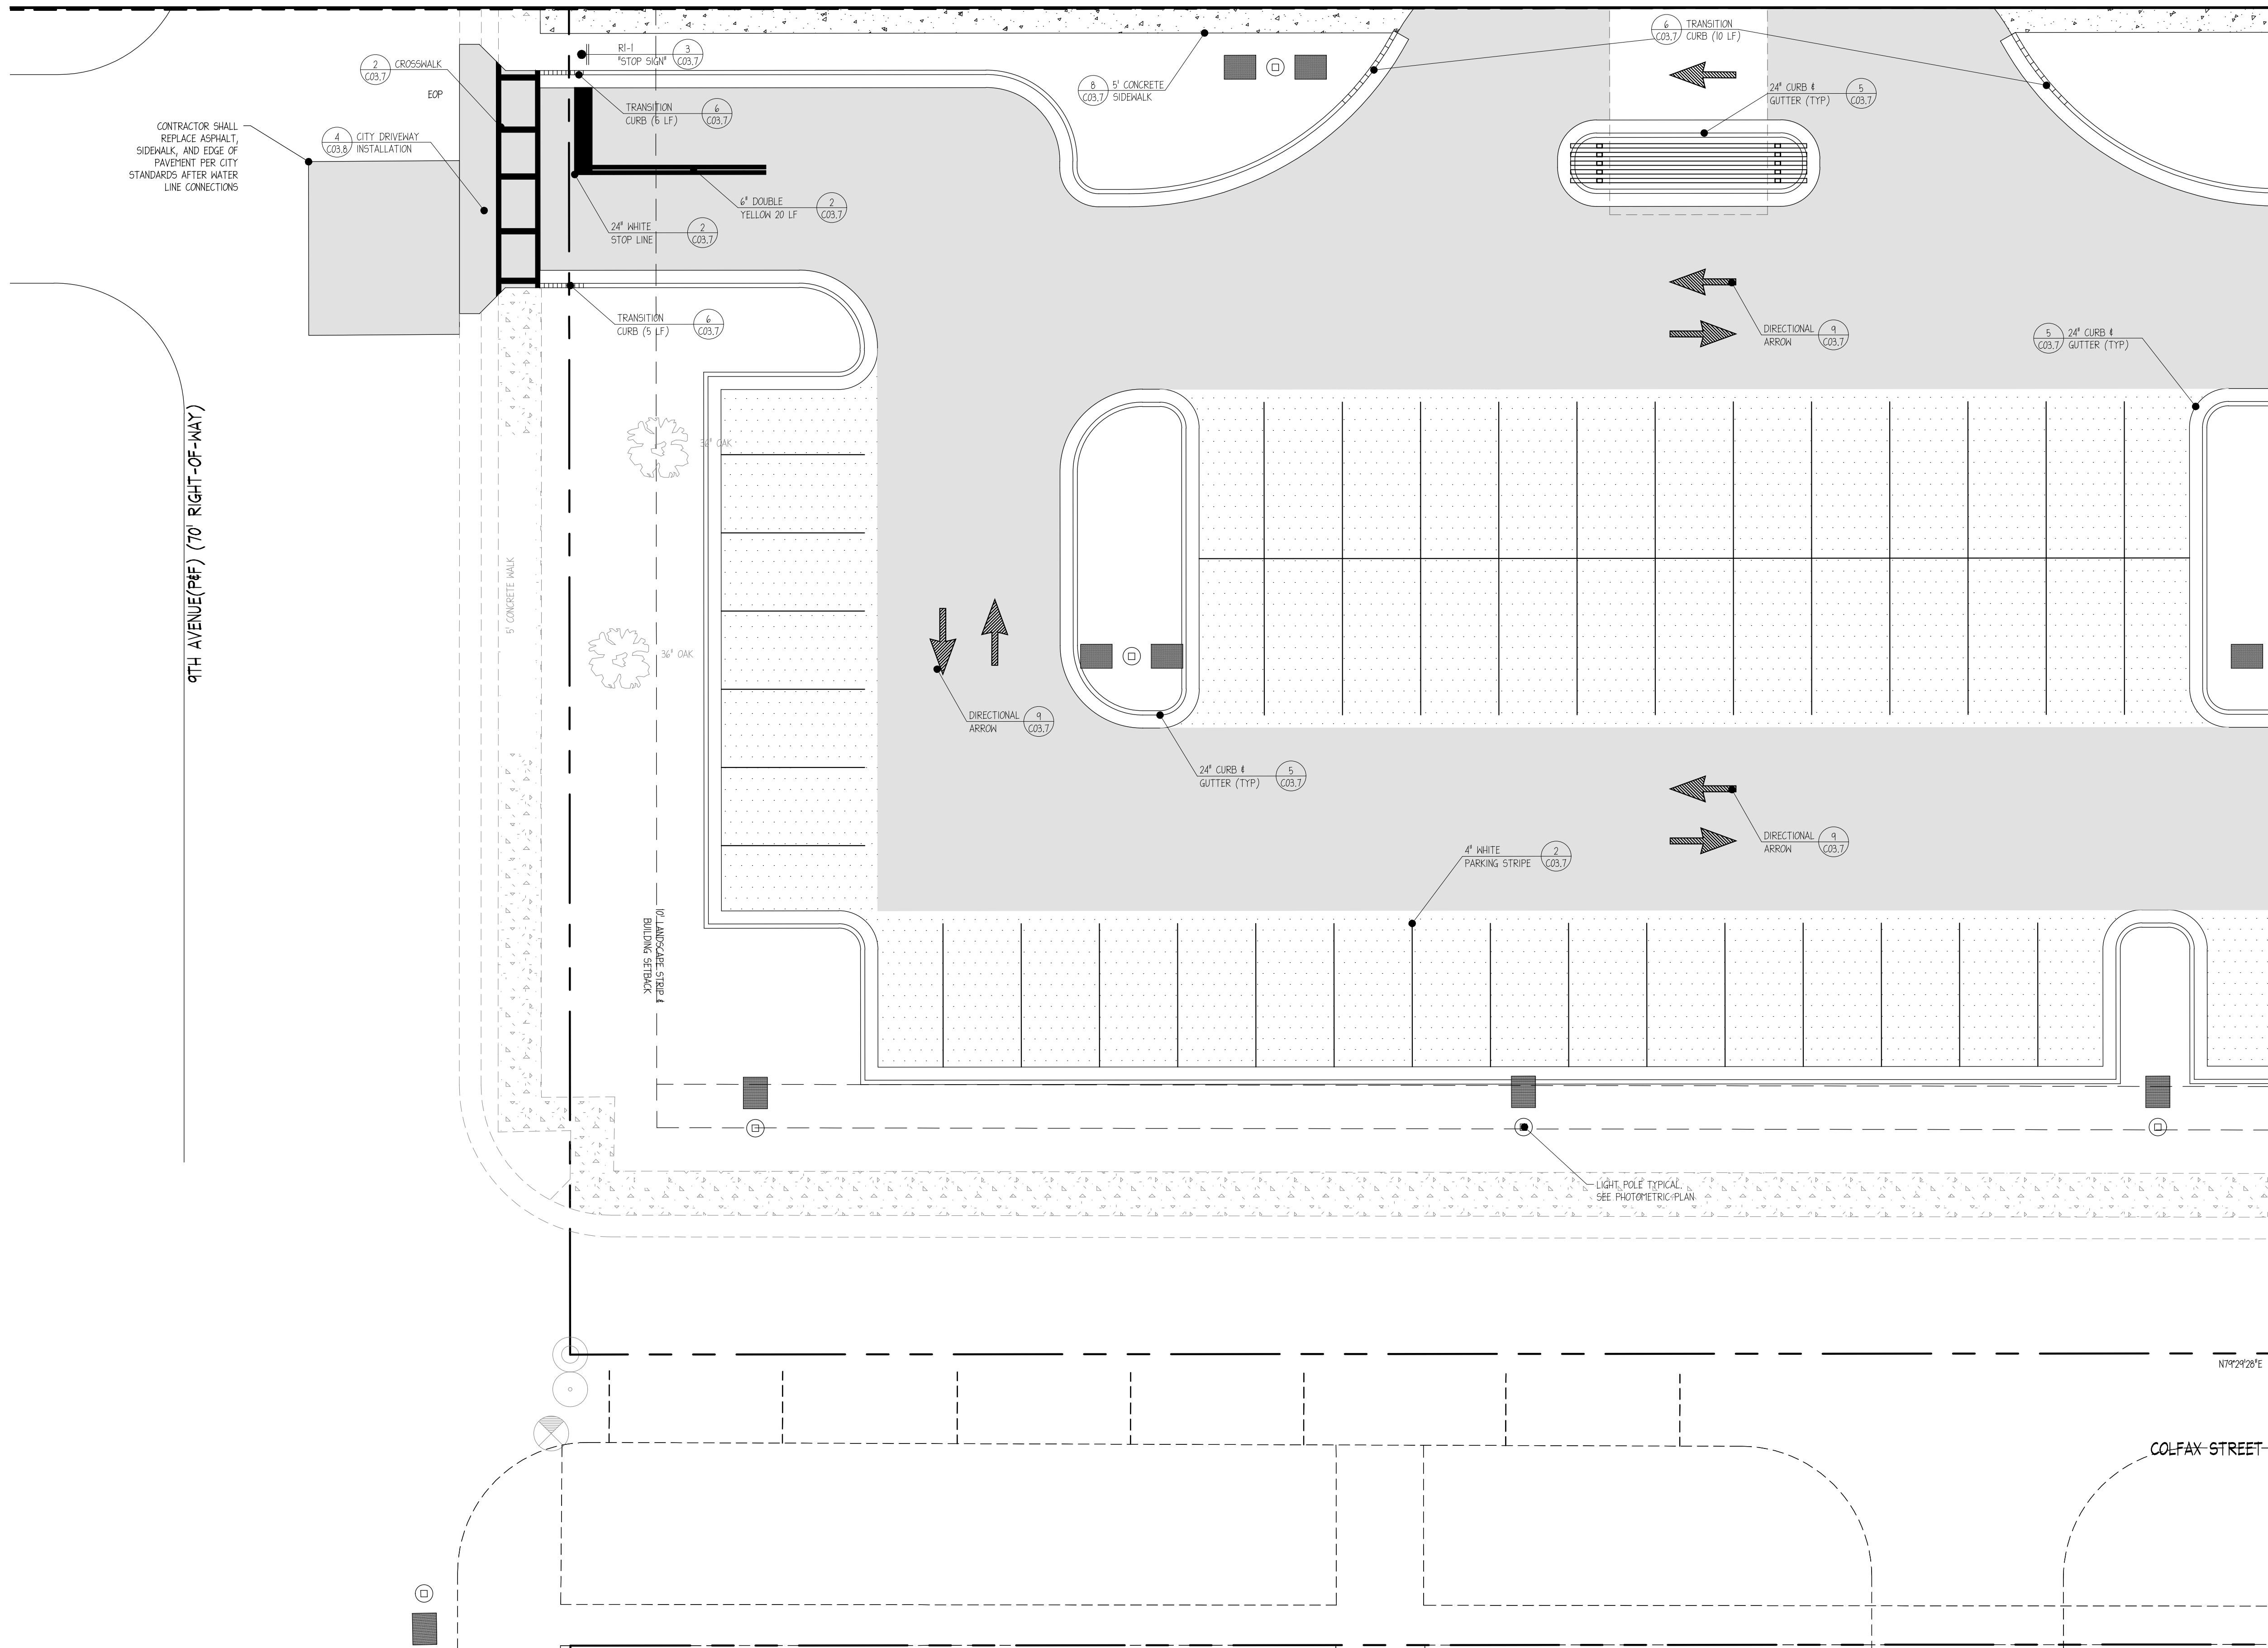 R1-1
"STOP SIGN"
3
C03.7
6
C03.7
TRANSITION
CURB (10 LF)
2
C03.7
CROSSWALK
EOP
8
C03.7
5' CONCRETE
SIDEWALK
24" CURB &
GUTTER (TYP)
5
C03.7
TRANSITION
CURB (5 LF)
6
C03.7
CONTRACTOR SHALL
REPLACE ASPHALT,
SIDEWALK, AND EDGE OF
PAVEMENT PER CITY
STANDARDS AFTER WATER
LINE CONNECTIONS
4
C03.8
CITY DRIVEWAY
INSTALLATION
6" DOUBLE
YELLOW 20 LF
2
C03.7
24" WHITE
STOP LINE
2
C03.7
TRANSITION
CURB (5 LF)
6
C03.7
DIRECTIONAL
ARROW
9
C03.7
5
C03.7
24" CURB &
GUTTER (TYP)
36" OAK
9TH AVENUE(P&F) (70' RIGHT-OF-WAY)
5' CONCRETE WALK
36" OAK
DIRECTIONAL
ARROW
9
C03.7
24" CURB &
GUTTER (TYP)
5
C03.7
DIRECTIONAL
ARROW
9
C03.7
4" WHITE
PARKING STRIPE
2
C03.7
10' LANDSCAPE STRIP &
BUILDING SETBACK
LIGHT POLE TYPICAL
SEE PHOTOMETRIC PLAN
N79°29'28"E
COLFAX STREET